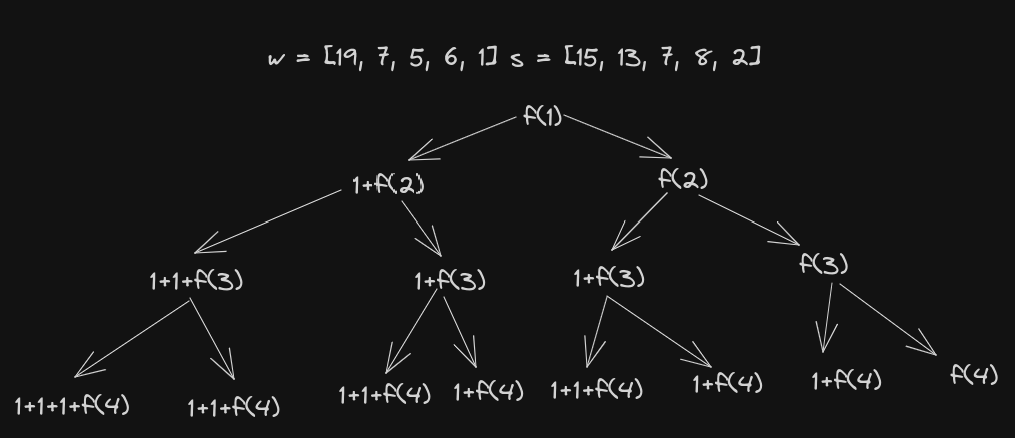 w = [19, 7, 5, 6, 1] s = [15, 13, 7, 8, 2]
f(1)
1+f(2) f(2)
1+1+f(3) 1+f(3) 1+f(3) f(3)
1+1+1+f(4) 1+1+f(4) 1+1+f(4) 1+f(4) 1+1+f(4) 1+f(4) 1+f(4) f(4)